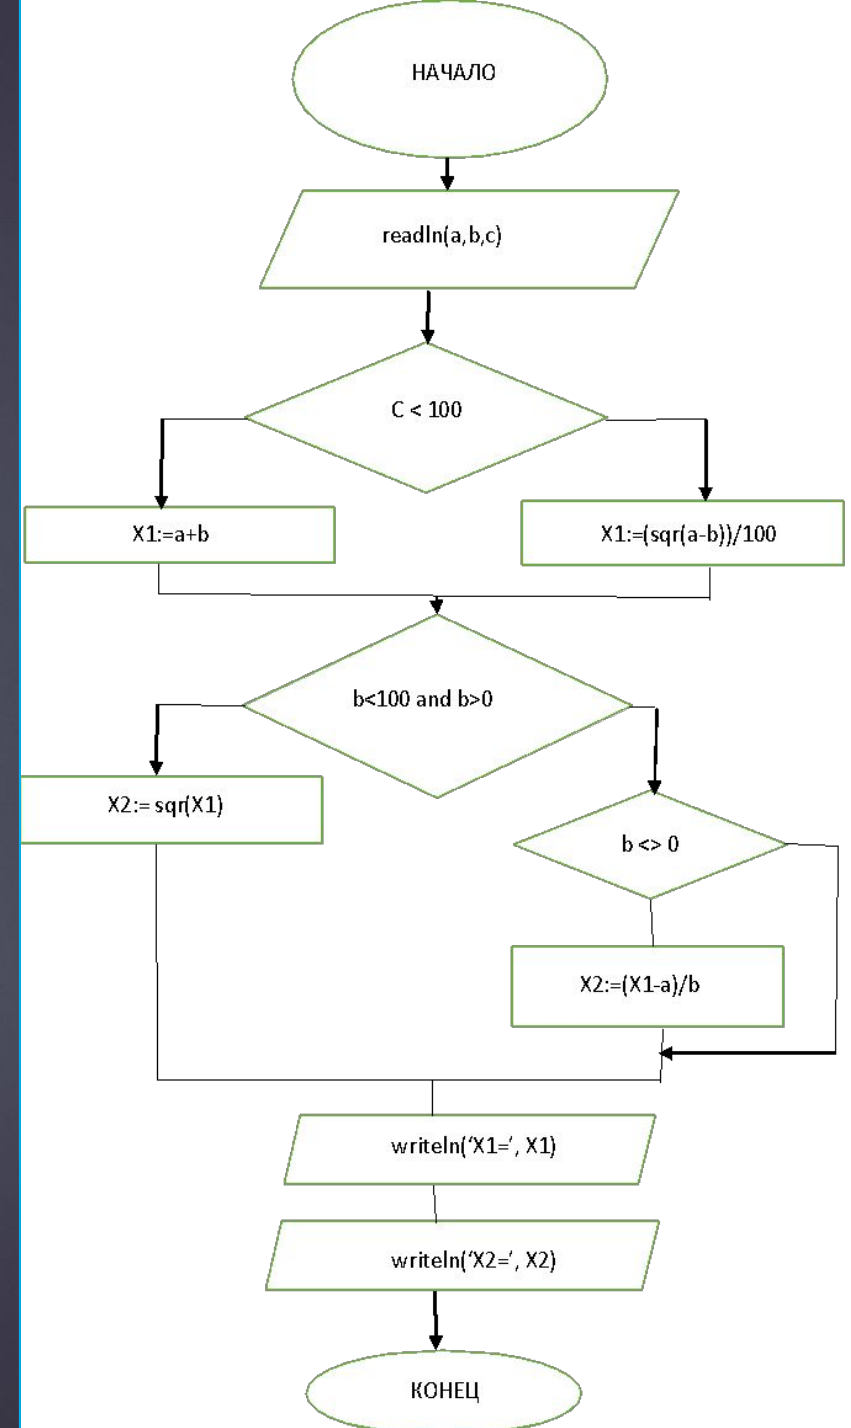 НАЧАЛО
readln(a,b,c)
C < 100
X1:=a+b
X1:=(sqr(a-b))/100
b<100 and b>0
X2:= sqr(X1)
b <> 0
X2:=(X1-a)/b
writeln(‘X1=’, X1)
writeln(‘X2=’, X2)
КОНЕЦ